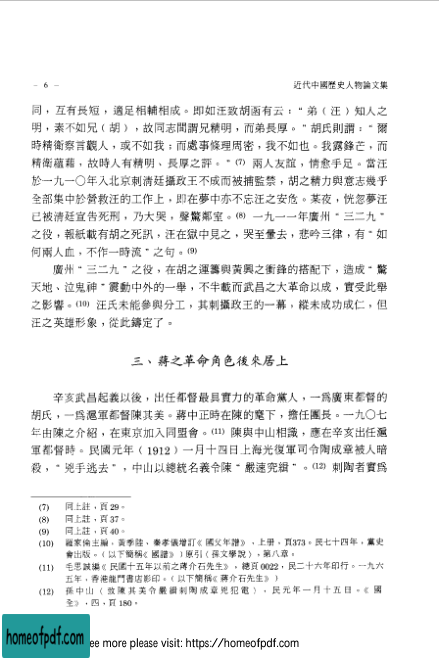 - 6 -
近代中國歷史人物論文集
同，互有長短，適足相輔相成。即如汪致胡函有云：“弟（汪）知人之
明，素不如兄（胡），故同志間謂兄精明，而弟長厚。”胡氏則謂：“爾
時精衛察言觀人，或不如我；而處事條理周密，我不如也。我露鋒芒，而
精衛蘊藉，故時人有精明、長厚之評。”(7) 兩人友誼，情愈手足。當汪
於一九一○年入北京刺清廷攝政王不成而被捕監禁，胡之精力與意志幾乎
全部集中於營救汪的工作上，即在夢中亦不忘汪之安危。某夜，恍忽夢汪
已被清廷宣告死刑，乃大哭，聲驚鄰室。(8) 一九一一年廣州“三二九”
之役，報紙載有胡之死訊，汪在獄中見之，哭至暈去，悲吟三律，有“如
何兩人血，不作一時流”之句。(9)
廣州“三二九”之役，在胡之運籌與黃興之衝鋒的搭配下，造成“驚
天地、泣鬼神”震動中外的一舉，不半載而武昌之大革命以成，實受此舉
之影響。(10) 汪氏未能參與分工，其刺攝政王的一幕，縱未成功成仁，但
汪之英雄形象，從此鑄定了。
三、蔣之革命角色後來居上
辛亥武昌起義以後，出任都督最具實力的革命黨人，一爲廣東都督的
胡氏，一爲滬軍都督陳其美。蔣中正時在陳的麾下，擔任團長。一九○七
年由陳之介紹，在東京加入同盟會。(11) 陳與中山相識，應在辛亥出任滬
軍都督時。民國元年（1912）一月十四日上海光復軍司令陶成章被人暗
殺，“兇手逃去”，中山以總統名義令陳“嚴速究緝”。(12) 刺陶者實爲
(7) 同上註，頁 29。
(8) 同上註，頁 37。
(9) 同上註，頁 40。
(10) 羅家倫主編，黃季陸、秦孝儀增訂《國父年譜》，上冊，頁373。民七十四年，黨史
會出版。（以下簡稱《國譜》）原引《孫文學說》，第八章。
(11) 毛思誠編《民國十五年以前之蔣介石先生》，總頁 0022，民二十六年印行。一九六
五年，香港龍門書店影印。（以下簡稱《蔣介石先生》）
(12) 孫中山〈致陳其美令嚴緝刺陶成章兇犯電〉，民元年一月十五日。《國
全》，四，頁 180。
homeofpdf.com
ee more please visit: https://homeofpdf.com